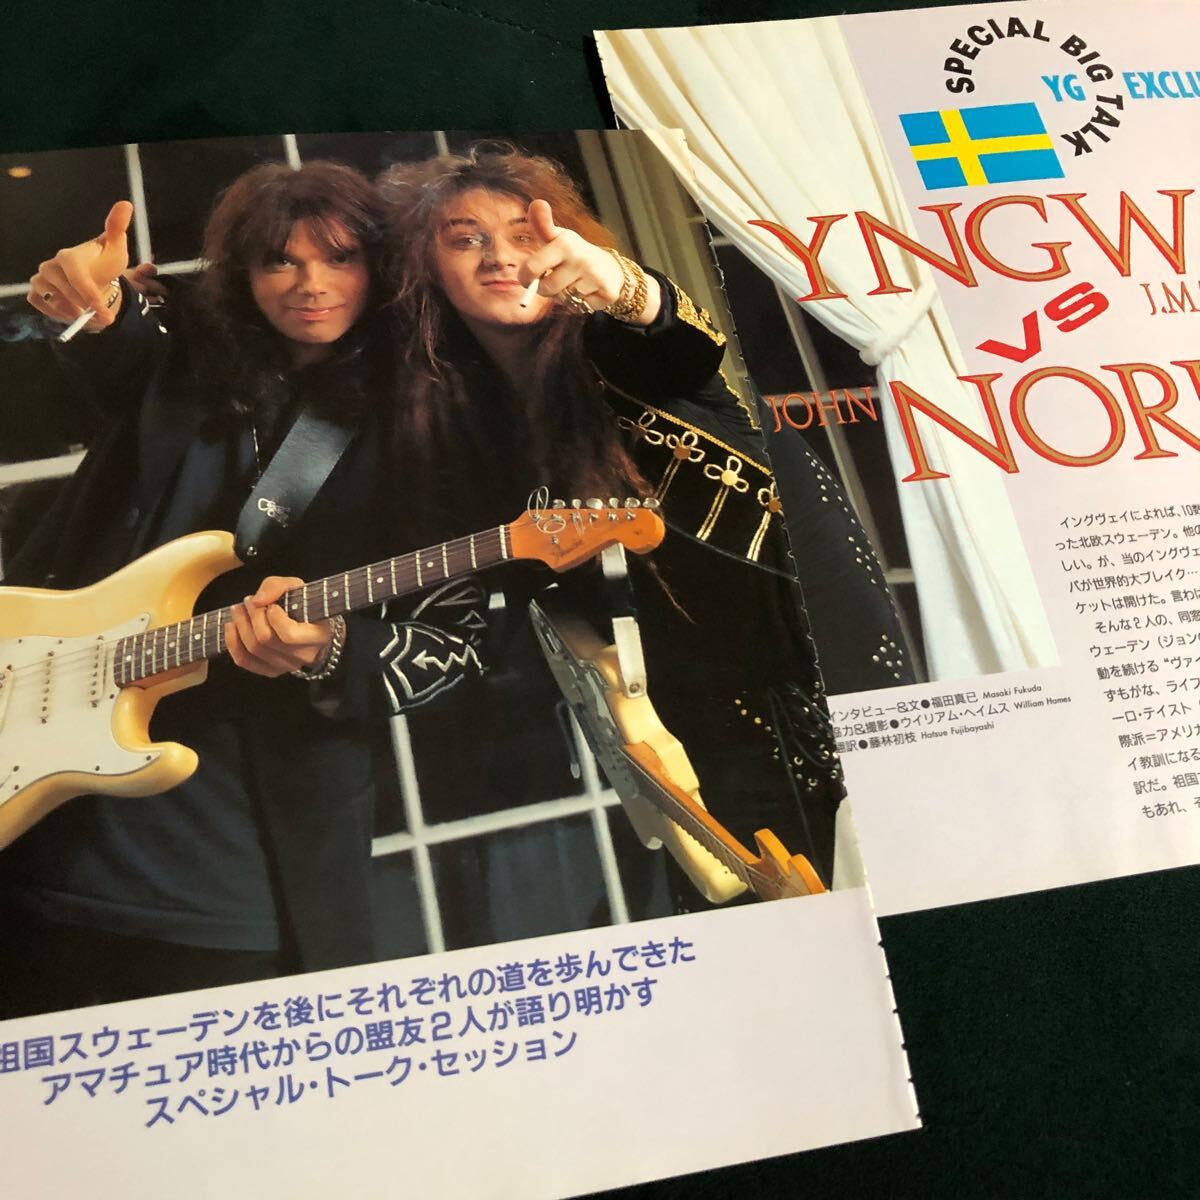 祖国スウェーデンを後にそれぞれの道を歩んできた
アマチュア時代からの盟友2人が語り明かす
スペシャル・トーク・セッション
SPECIAL BIG TALK
YG EXCLU
YNGW
J.M.
VS
JOHN NOR
イングヴェイによれば、10数
った北欧スウェーデン。他の
しい。が、当のイングヴェ
パが世界的大ブレイク…
ケットは開けた。言わに
そんな2人の、同窓
ウェーデン(ジョン
動を続ける“ヴァイ
ずもがな、ライフ
ーロ・テイスト
際派=アメリカ
イ教訓になる
訳だ。祖国
もあれ、そ
インタビュー&文●福田真己 Masaki Fukuda
協力&撮影●ウイリアム・ヘイムス William Hames
翻訳●藤林初枝 Hatsue Fujibayashi